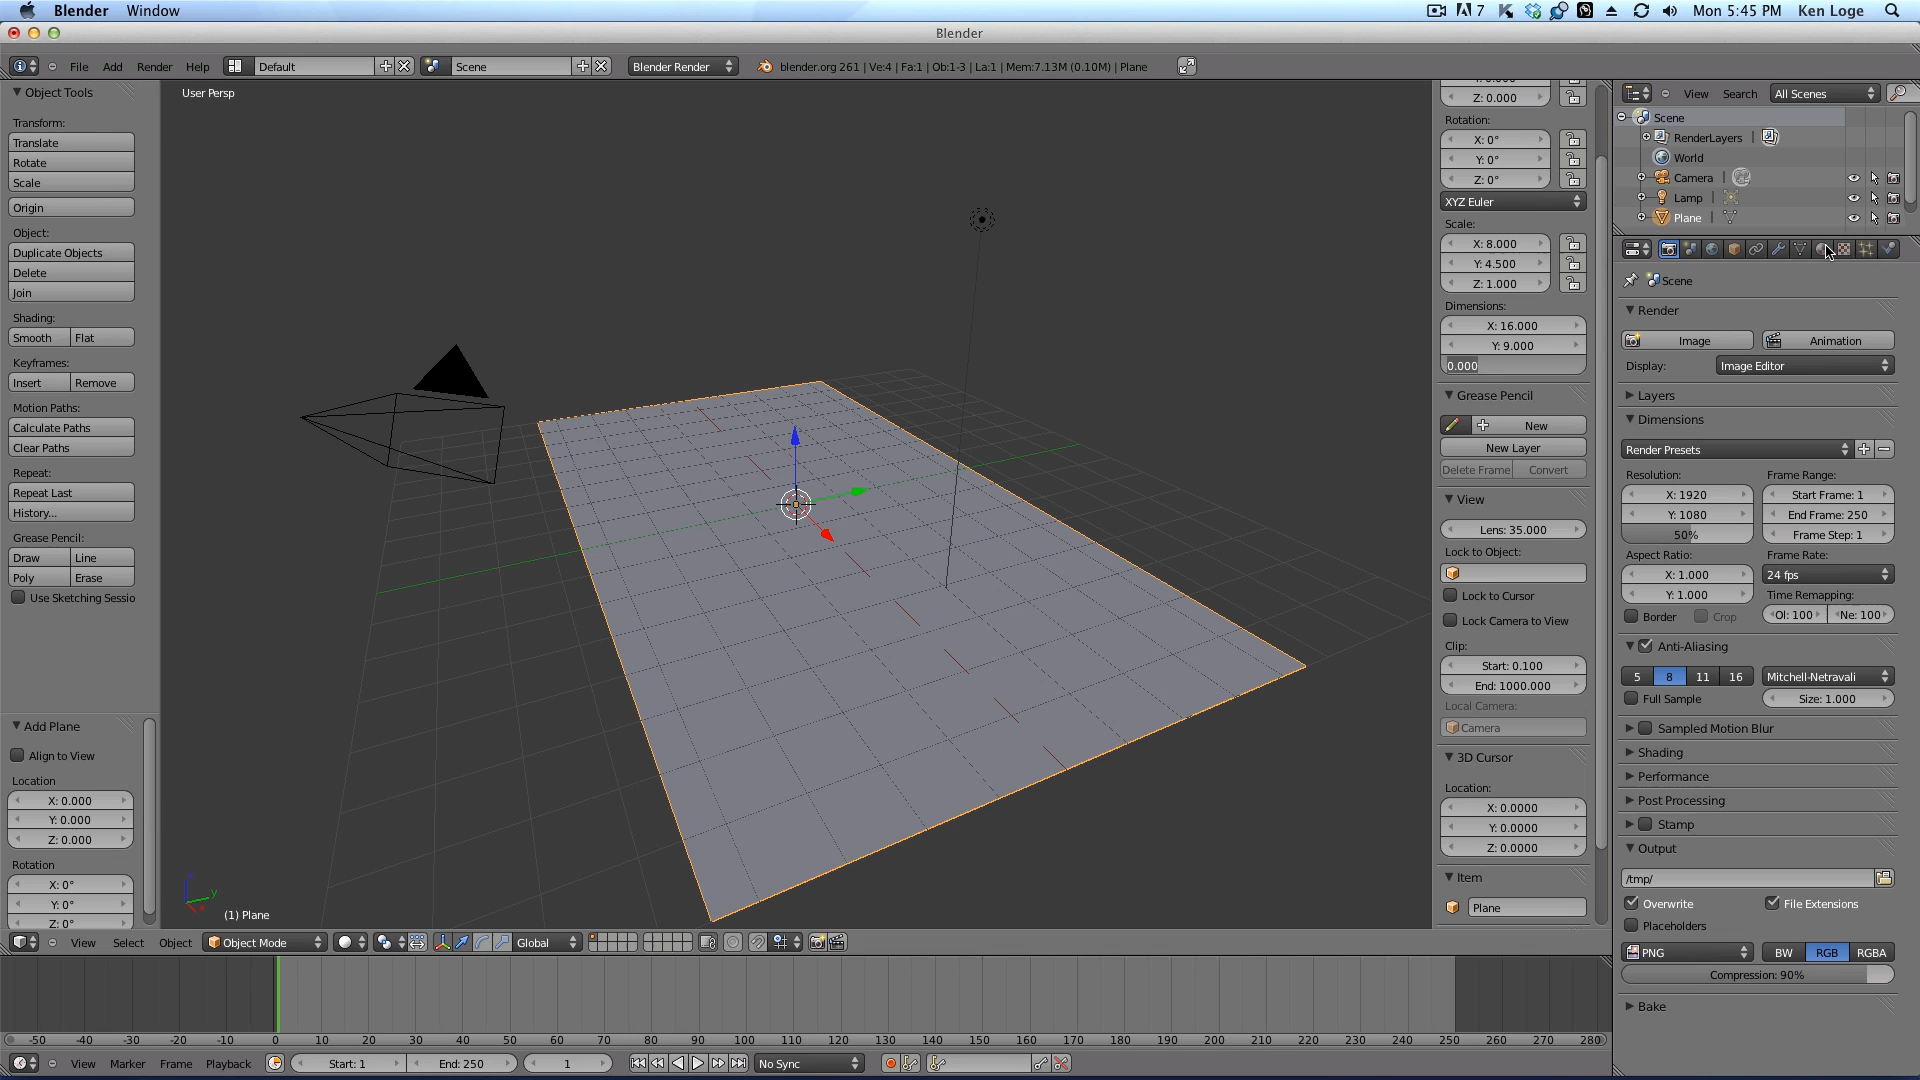 Blender Window 7 Mon 5:45 PM Ken Loge
Blender
File Add Render Help Default Scene Blender Render blender.org 261 | Ve:4 | Fa:1 | Ob:1-3 | La:1 | Mem:7.13M (0.10M) | Plane
Object Tools
Transform:
Translate
Rotate
Scale
Origin
Object:
Duplicate Objects
Delete
Join
Shading:
Smooth Flat
Keyframes:
Insert Remove
Motion Paths:
Calculate Paths
Clear Paths
Repeat:
Repeat Last
History...
Grease Pencil:
Draw Line
Poly Erase
Use Sketching Sessio
Add Plane
Align to View
Location
X: 0.000
Y: 0.000
Z: 0.000
Rotation
X: 0°
Y: 0°
Z: 0°
User Persp
(1) Plane
Z: 0.000
Rotation:
X: 0°
Y: 0°
Z: 0°
XYZ Euler
Scale:
X: 8.000
Y: 4.500
Z: 1.000
Dimensions:
X: 16.000
Y: 9.000
0.000
Grease Pencil
New
New Layer
Delete Frame Convert
View
Lens: 35.000
Lock to Object:
Lock to Cursor
Lock Camera to View
Clip:
Start: 0.100
End: 1000.000
Local Camera:
Camera
3D Cursor
Location:
X: 0.0000
Y: 0.0000
Z: 0.0000
Item
Plane
View Search All Scenes
Scene
RenderLayers |
World
Camera |
Lamp |
Plane |
Scene
Render
Image Animation
Display: Image Editor
Layers
Dimensions
Render Presets
Resolution: Frame Range:
X: 1920 Start Frame: 1
Y: 1080 End Frame: 250
50% Frame Step: 1
Aspect Ratio: Frame Rate:
X: 1.000 24 fps
Y: 1.000 Time Remapping:
Border Crop Ol: 100 Ne: 100
Anti-Aliasing
5 8 11 16 Mitchell-Netravali
Full Sample Size: 1.000
Sampled Motion Blur
Shading
Performance
Post Processing
Stamp
Output
/tmp/
Overwrite File Extensions
Placeholders
PNG BW RGB RGBA
Compression: 90%
Bake
View Select Object Object Mode Global
-50 -40 -30 -20 -10 0 10 20 30 40 50 60 70 80 90 100 110 120 130 140 150 160 170 180 190 200 210 220 230 240 250 260 270 280
View Marker Frame Playback Start: 1 End: 250 1 No Sync